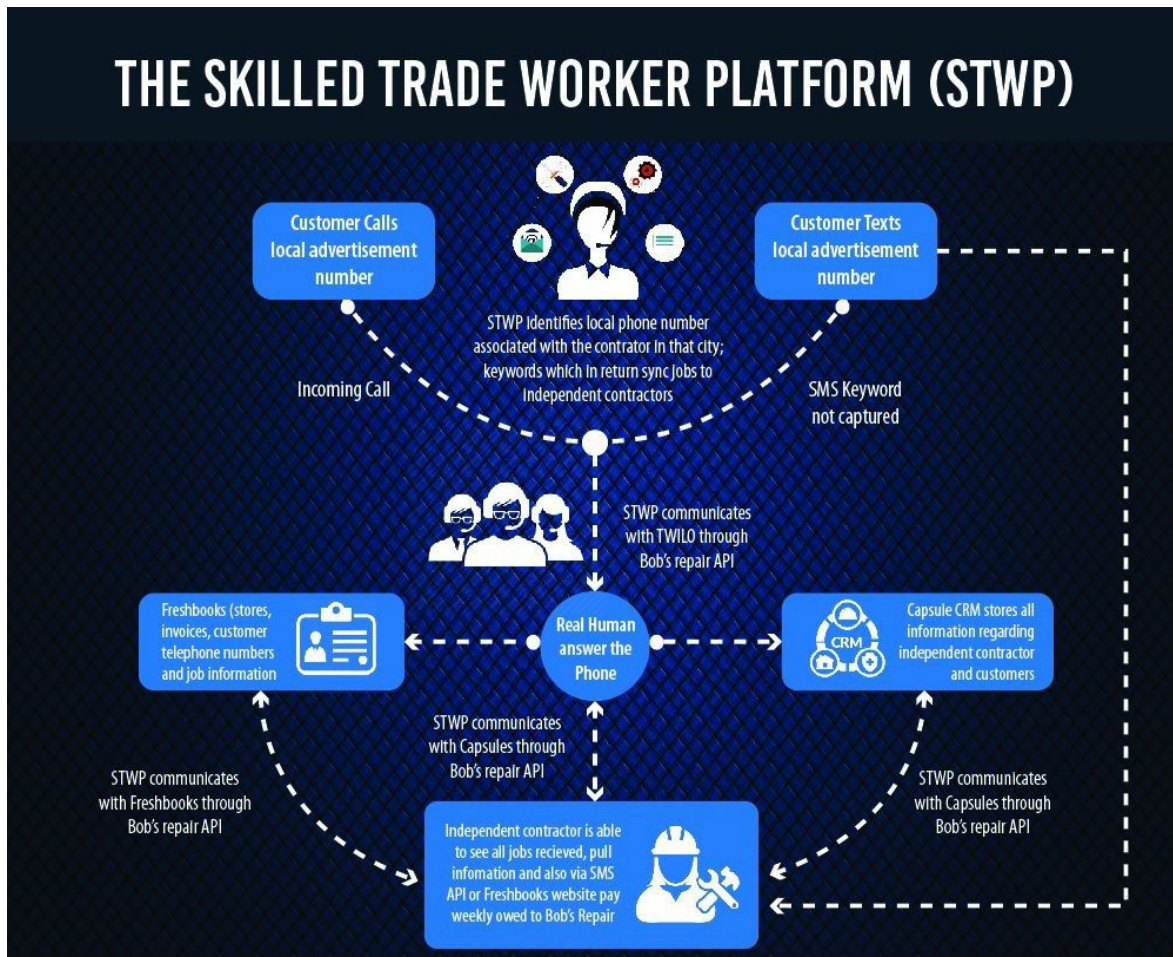 THE SKILLED TRADE WORKER PLATFORM (STWP)
Customer Calls
local advertisement
number
Customer Texts
local advertisement
number
STWP identifies local phone number
associated with the contrator in that city;
keywords which in return sync Jobs to
independent contractors
Incoming Call
SMS Keyword
not captured
STWP communicates
with TWILO through
Bob's repair API
Freshbooks (stores,
invoices, customer
telephone numbers
and job information
Real Human
answer the
Phone
CRM
Capsule CRM stores all
information regarding
independent contractor
and customers
STWP communicates
with Capsules through
Bob's repair API
STWP communicates
with Freshbooks through
Bob's repair API
STWP communicates
with Capsules through
Bob's repair API
Independent contractor is able
to see all jobs recieved, pull
infomation and also via SMS
API or Freshbooks website pay
weekly owed to Bob's Repair